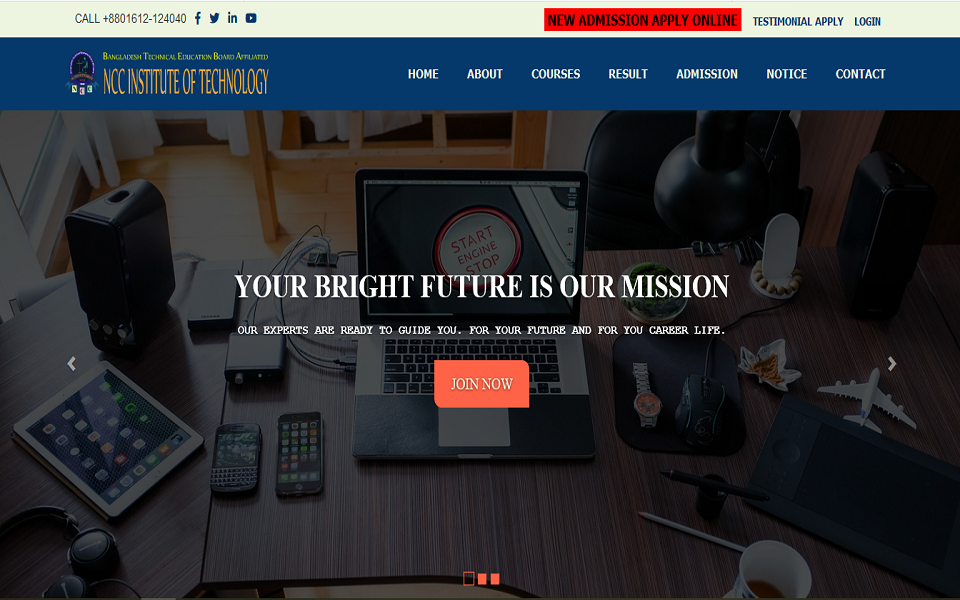 CALL +8801612-124040
NEW ADMISSION APPLY ONLINE
TESTIMONIAL APPLY
LOGIN
BANGLADESH TECHNICAL EDUCATION BOARD AFFILIATED
NCC INSTITUTE OF TECHNOLOGY
HOME
ABOUT
COURSES
RESULT
ADMISSION
NOTICE
CONTACT
START
ENGINE
STOP
YOUR BRIGHT FUTURE IS OUR MISSION
OUR EXPERTS ARE READY TO GUIDE YOU. FOR YOUR FUTURE AND FOR YOU CAREER LIFE.
JOIN NOW